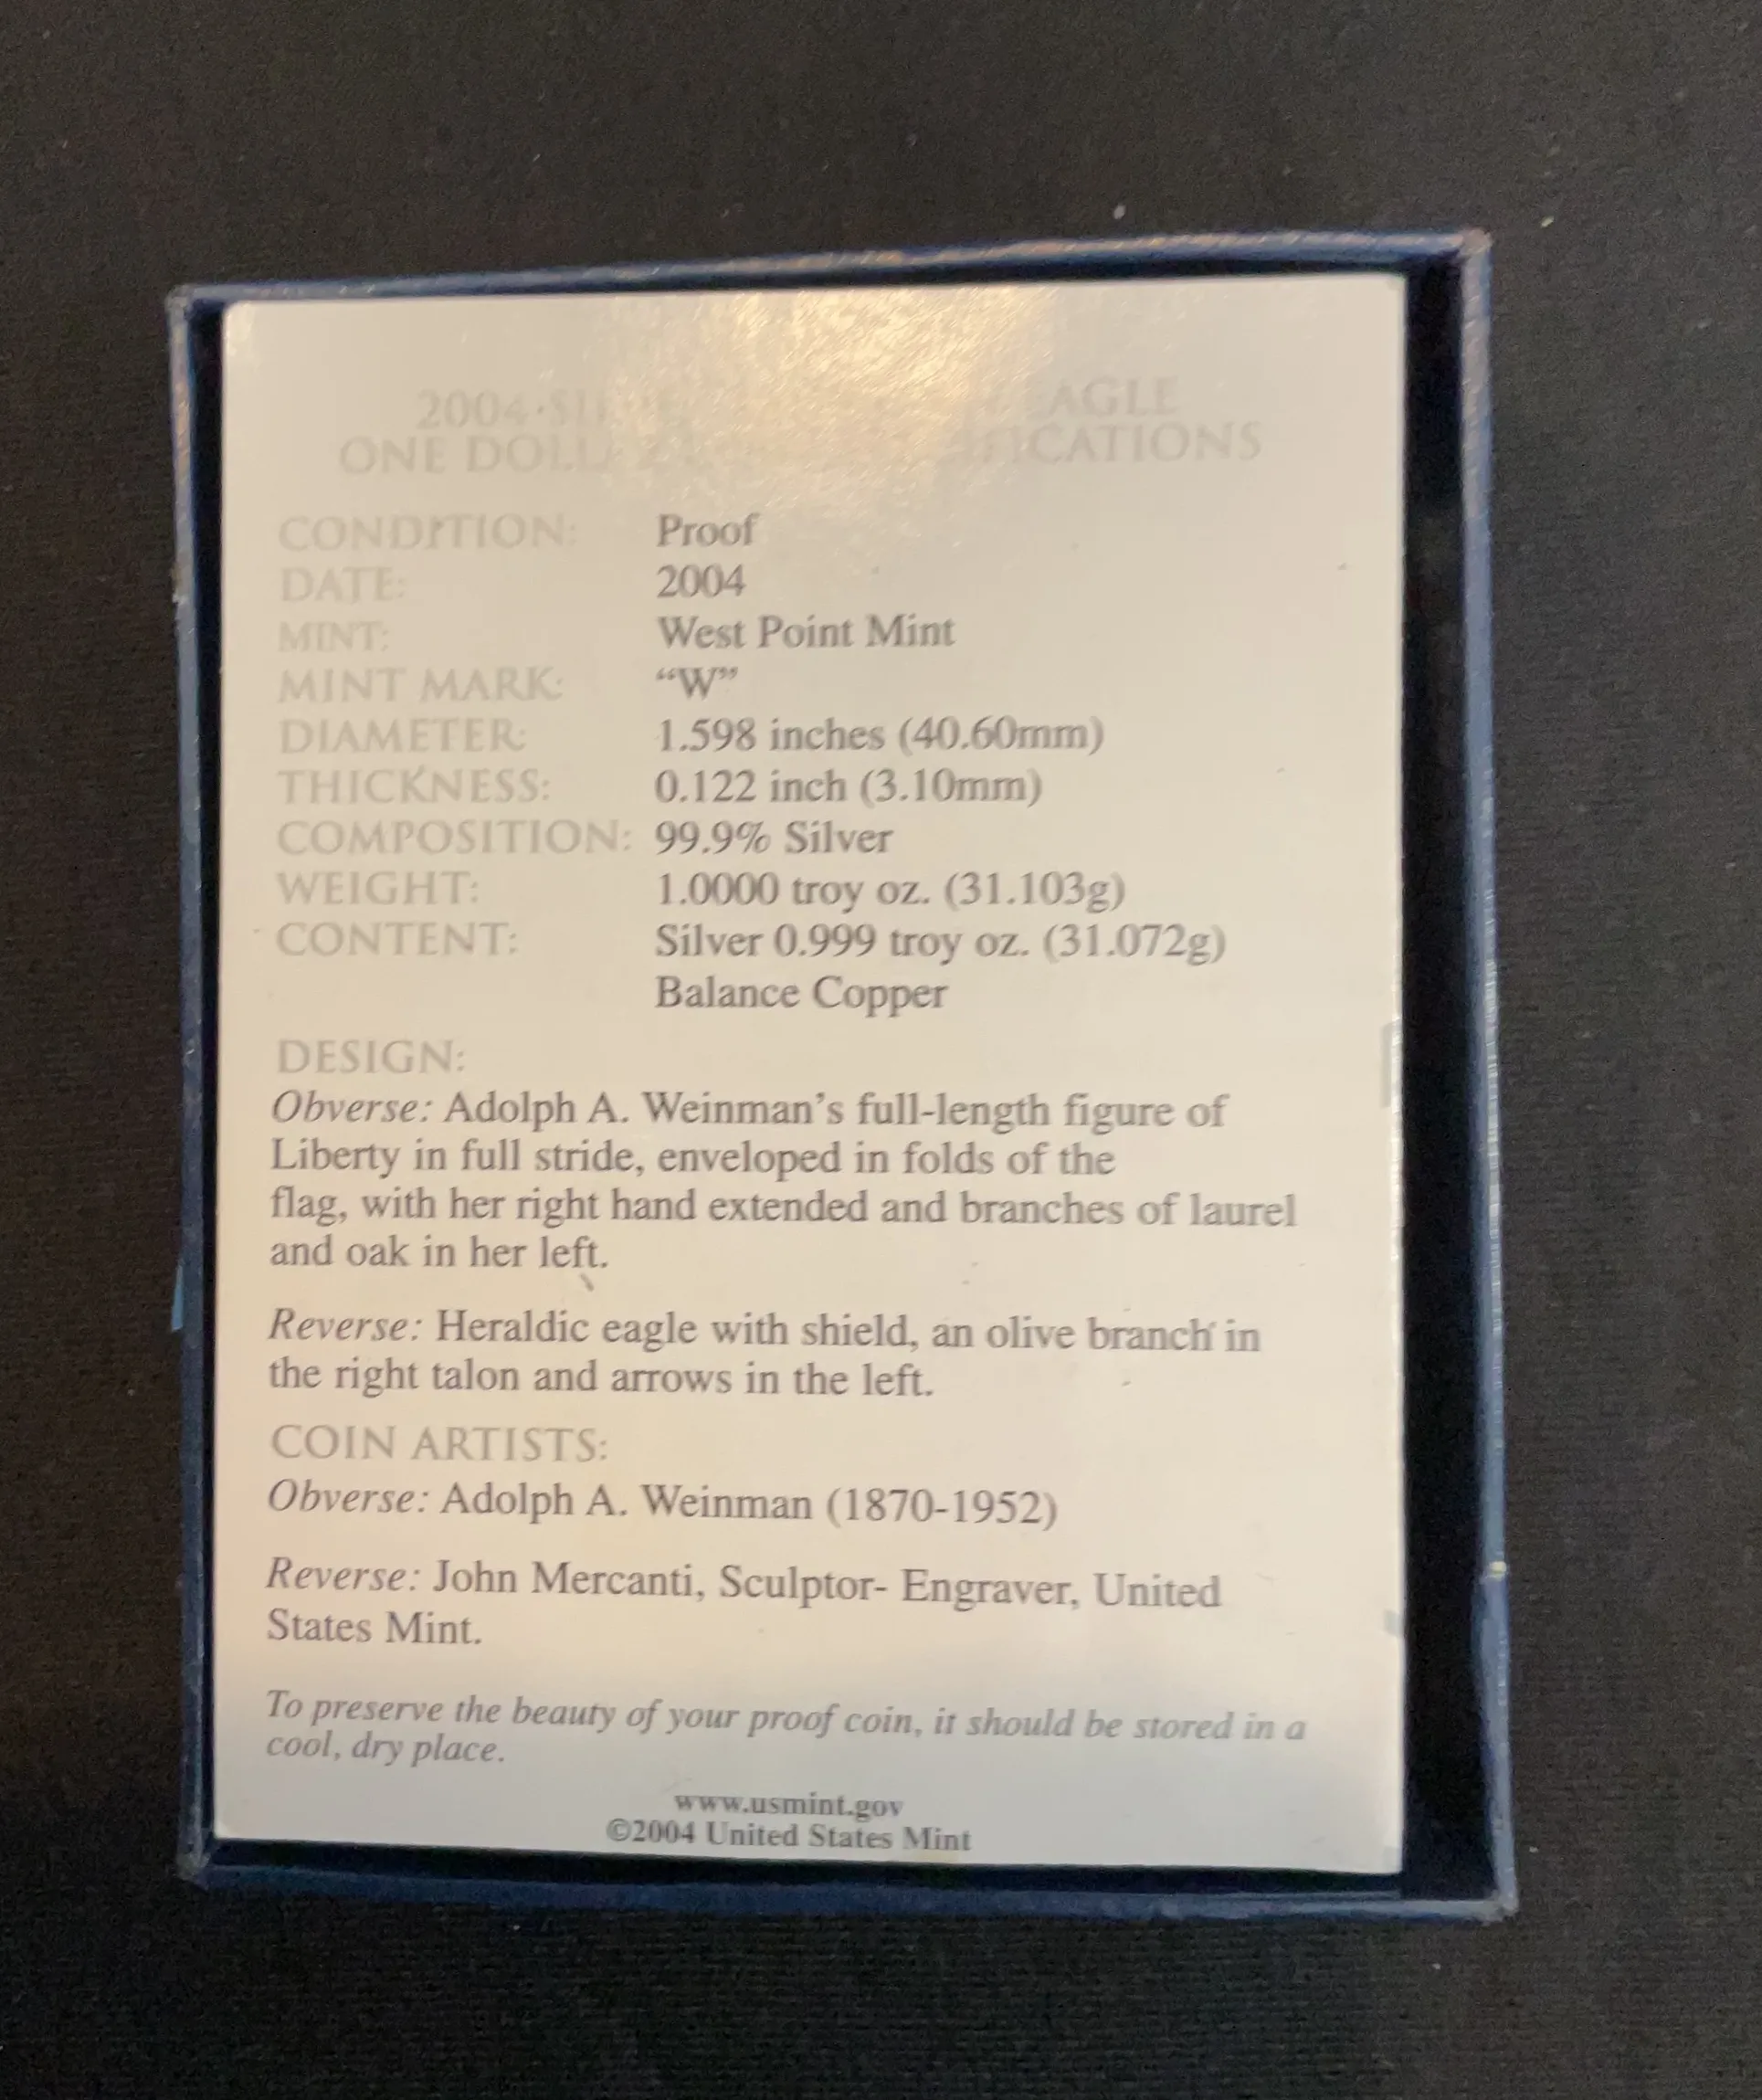 2004 EAGLE
ONE
CONDITION: Proof
DATE: 2004
MINT: West Point Mint
MINT MARK: “W”
DIAMETER: 1.598 inches (40.60mm)
THICKNESS: 0.122 inch (3.10mm)
COMPOSITION: 99.9% Silver
WEIGHT: 1.0000 troy oz. (31.103g)
CONTENT: Silver 0.999 troy oz. (31.072g)
Balance Copper
DESIGN:
Obverse: Adolph A. Weinman’s full-length figure of
Liberty in full stride, enveloped in folds of the
flag, with her right hand extended and branches of laurel
and oak in her left.
Reverse: Heraldic eagle with shield, an olive branch in
the right talon and arrows in the left.
COIN ARTISTS:
Obverse: Adolph A. Weinman (1870-1952)
Reverse: John Mercanti, Sculptor- Engraver, United
States Mint.
To preserve the beauty of your proof coin, it should be stored in a
cool, dry place.
www.usmint.gov
©2004 United States Mint